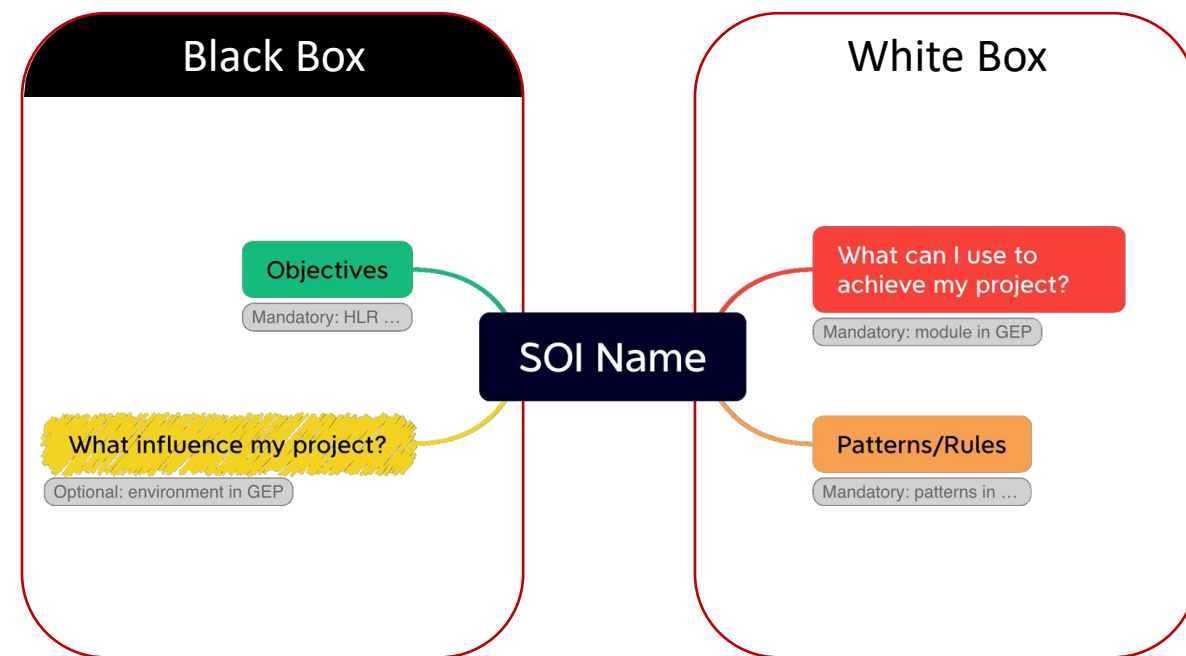 Black Box
White Box
Objectives
Mandatory: HLR …
What influence my project?
Optional: environment in GEP
SOI Name
What can I use to
achieve my project?
Mandatory: module in GEP
Patterns/Rules
Mandatory: patterns in …